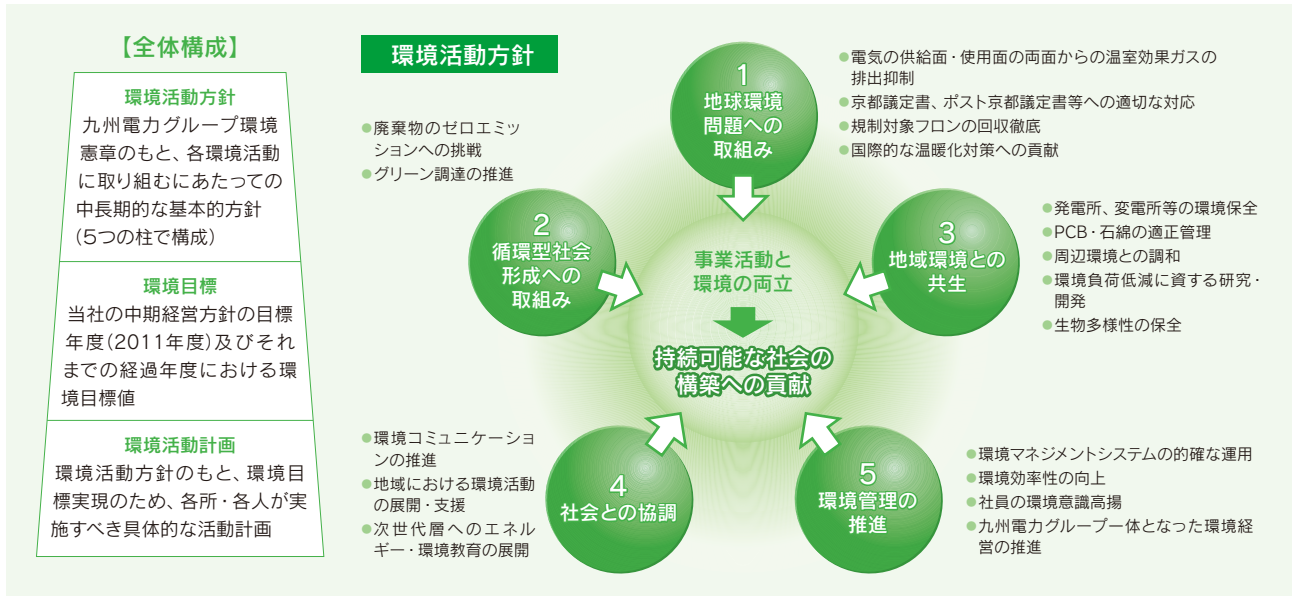 【全体構成】
環境活動方針
九州電力グループ環境
憲章のもと、各環境活動
に取り組むにあたっての
中長期的な基本的方針
(5つの柱で構成)
環境目標
当社の中期経営方針の目標
年度(2011年度)及びそれ
までの経過年度における環
境目標値
環境活動計画
環境活動方針のもと、環境目
標実現のため、各所・各人が実
施すべき具体的な活動計画
環境活動方針
1
地球環境
問題への
取組み
●電気の供給面・使用面の両面からの温室効果ガスの
排出抑制
●京都議定書、ポスト京都議定書等への適切な対応
●規制対象フロンの回収徹底
●国際的な温暖化対策への貢献
●廃棄物のゼロエミッ
ションへの挑戦
●グリーン調達の推進
2
循環型社会
形成への
取組み
3
地域環境との
共生
●発電所、変電所等の環境保全
●PCB・石綿の適正管理
●周辺環境との調和
●環境負荷低減に資する研究・
開発
●生物多様性の保全
事業活動と
環境の両立
持続可能な社会の
構築への貢献
●環境コミュニケーショ
ンの推進
●地域における環境活動
の展開・支援
●次世代層へのエネル
ギー・環境教育の展開
4
社会との協調
5
環境管理の
推進
●環境マネジメントシステムの的確な運用
●環境効率性の向上
●社員の環境意識高揚
●九州電力グループ一体となった環境経
営の推進